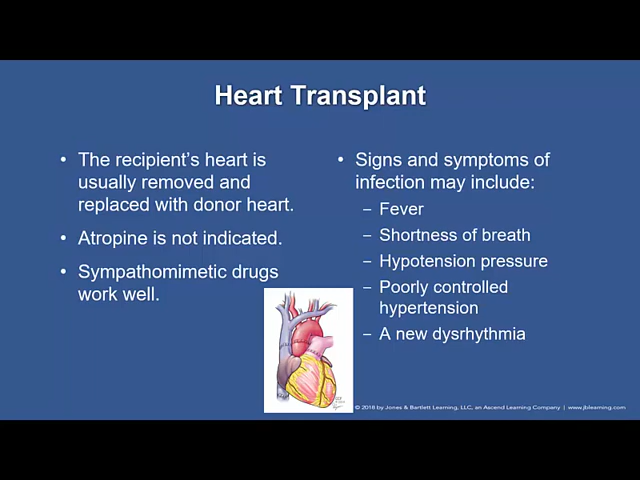 Heart Transplant
• The recipient's heart is
usually removed and
replaced with donor heart.
• Atropine is not indicated.
• Sympathomimetic drugs
work well.
• Signs and symptoms of
infection may include:
– Fever
– Shortness of breath
– Hypotension pressure
– Poorly controlled
hypertension
– A new dysrhythmia
© 2018 by Jones & Bartlett Learning, LLC, an Ascend Learning Company | www.jblearning.com